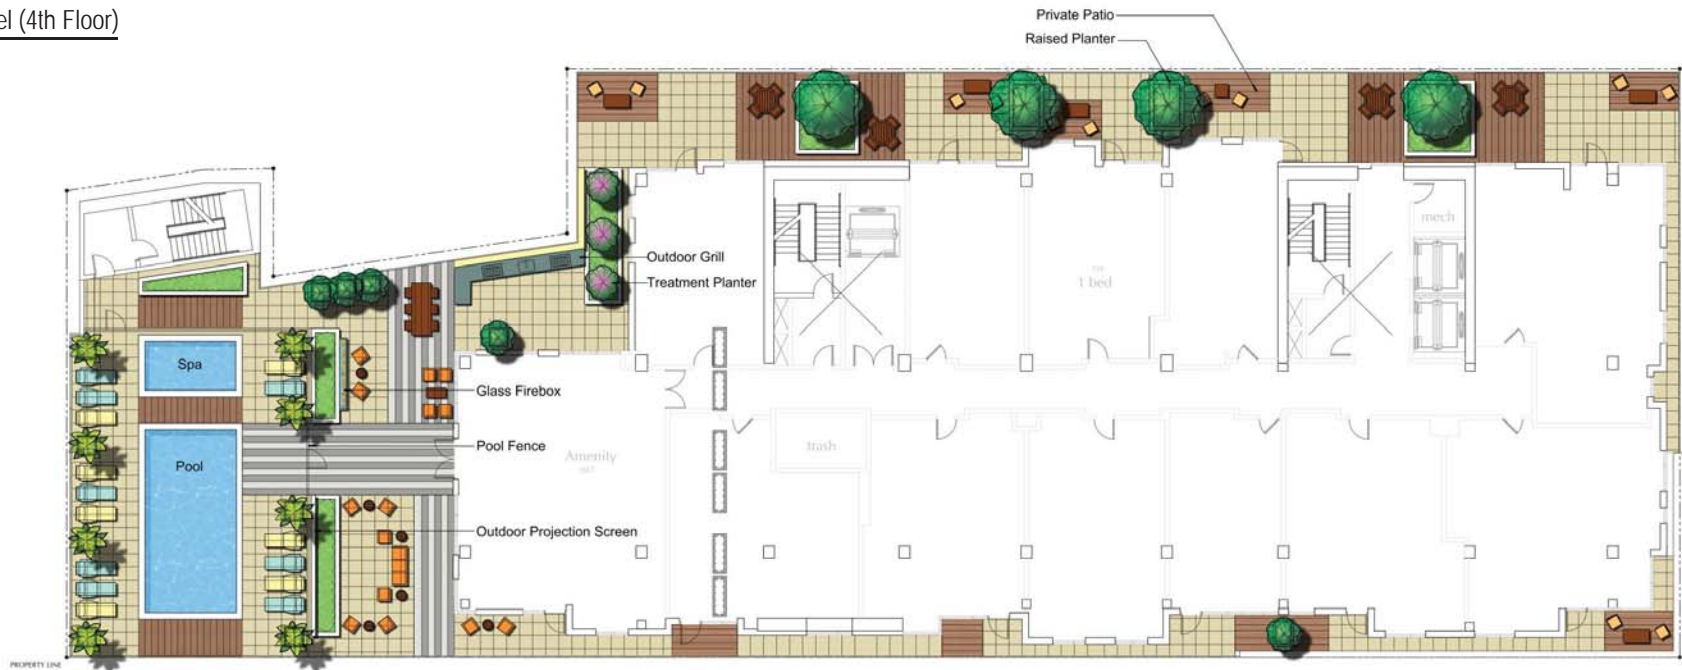 el (4th Floor)
Private Patio
Raised Planter
mech
Outdoor Grill
Treatment Planter
1 bed
Spa
Glass Firebox
Pool Fence
Amenity
trash
Pool
Outdoor Projection Screen
PROPERTY LINE